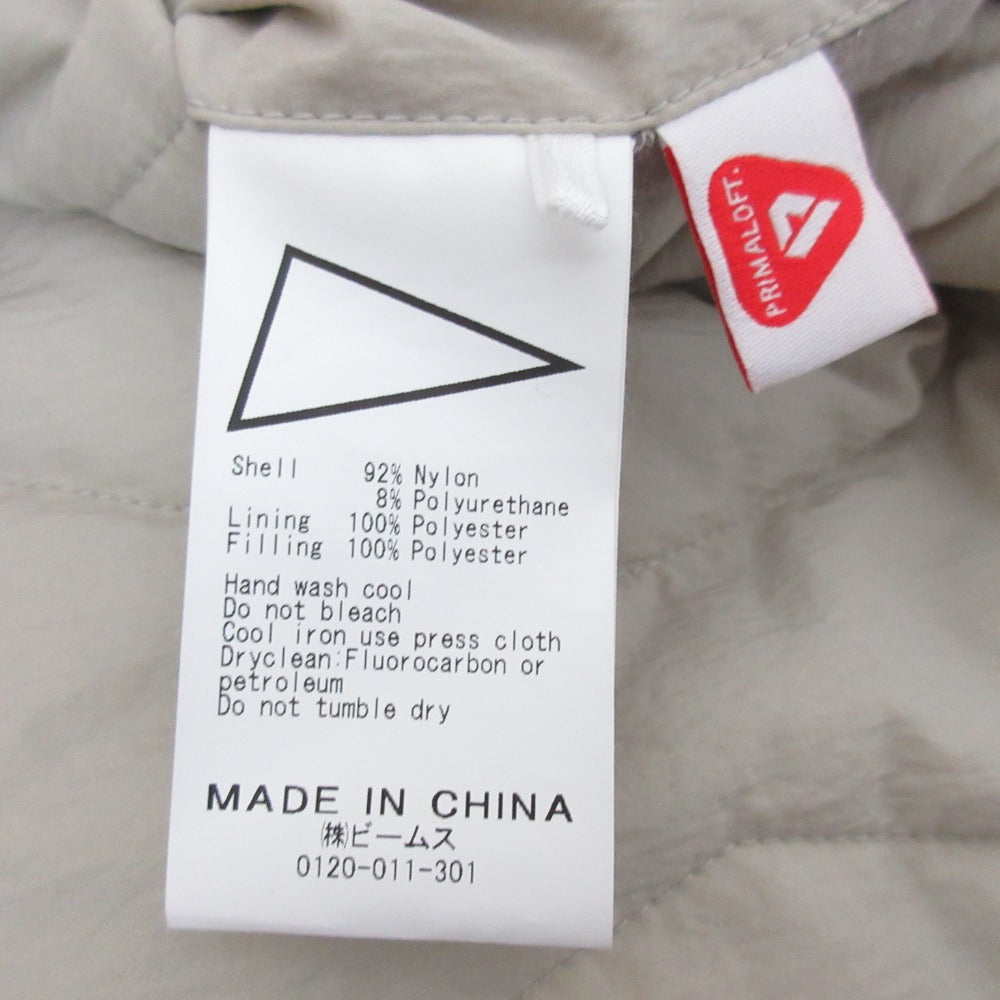 PRIMALOFT.
Shell 92% Nylon
8% Polyurethane
Lining 100% Polyester
Filling 100% Polyester
Hand wash cool
Do not bleach
Cool iron use press cloth
Dryclean:Fluorocarbon or
petroleum
Do not tumble dry
MADE IN CHINA
㈱ビームス
0120-011-301